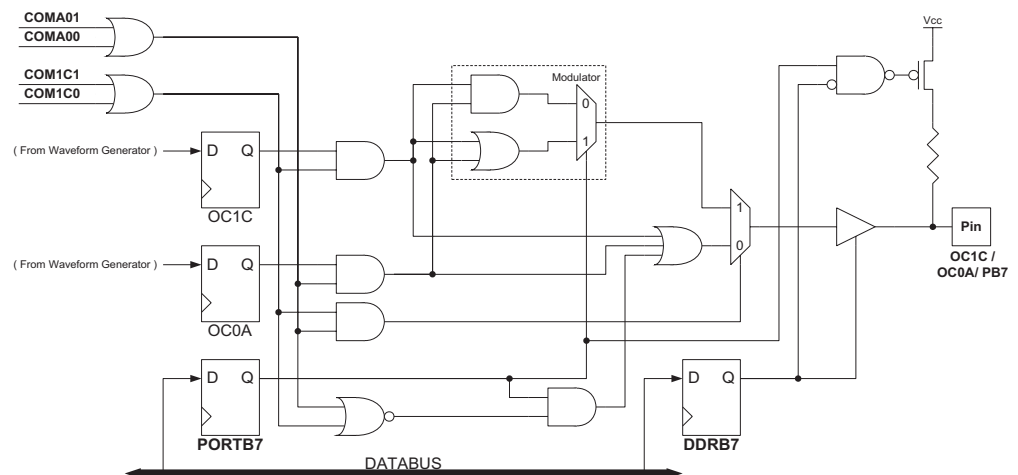 COMA01
COMA00
COM1C1
COM1C0
Vcc
Modulator
0
1
( From Waveform Generator )
D Q
OC1C
1
0
Pin
OC1C /
OC0A/ PB7
( From Waveform Generator )
D Q
OC0A
D Q
PORTB7
D Q
DDRB7
DATABUS